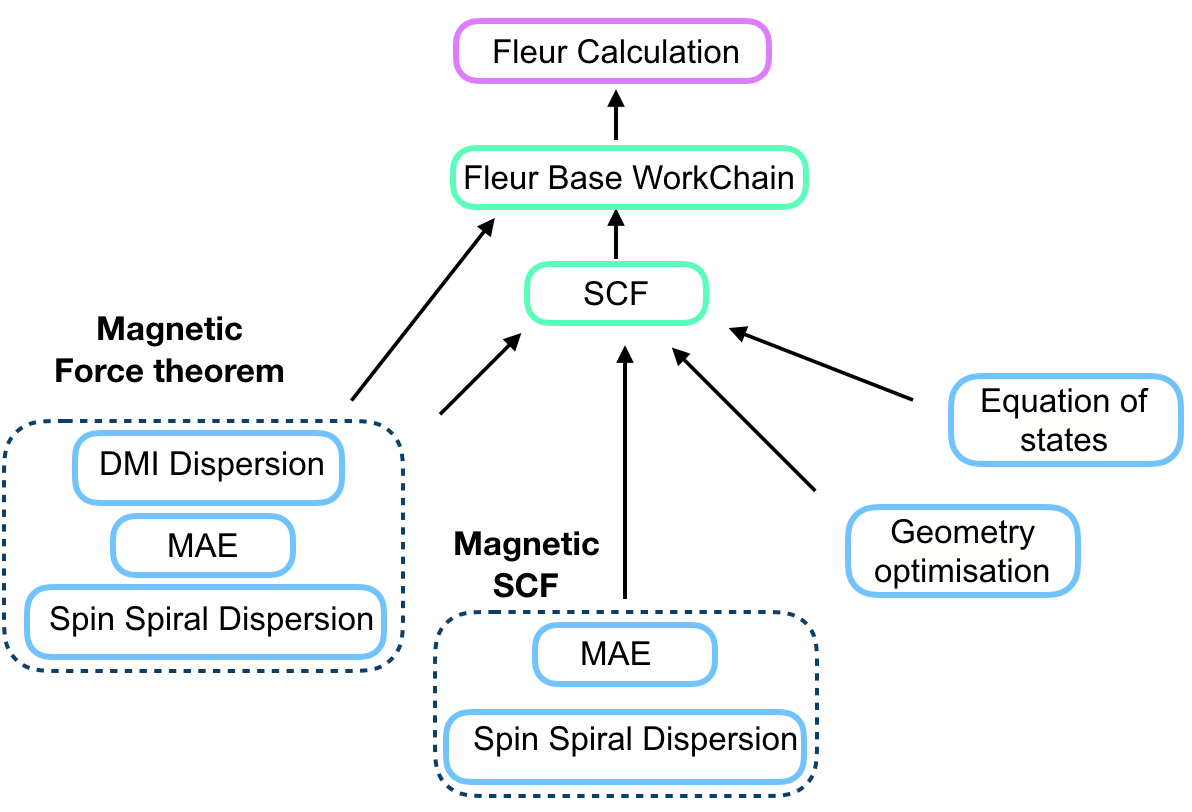 Fleur Calculation
Fleur Base WorkChain
SCF
Magnetic
Force theorem
DMI Dispersion
MAE
Spin Spiral Dispersion
Magnetic
SCF
MAE
Spin Spiral Dispersion
Equation of
states
Geometry
optimisation